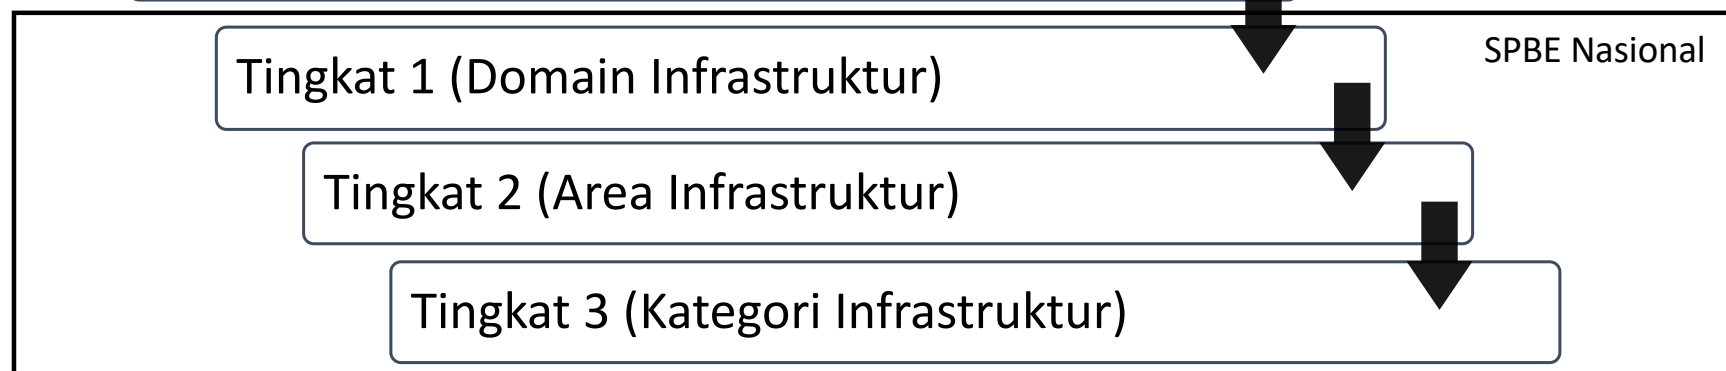 SPBE Nasional
Tingkat 1 (Domain Infrastruktur)
Tingkat 2 (Area Infrastruktur)
Tingkat 3 (Kategori Infrastruktur)